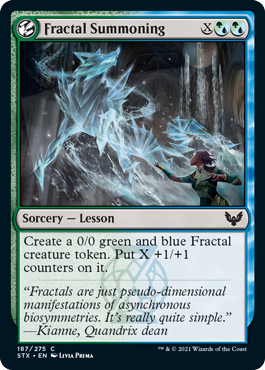 Fractal Summoning X
Sorcery — Lesson
Create a 0/0 green and blue Fractal
creature token. Put X +1/+1
counters on it.
“Fractals are just pseudo-dimensional
manifestations of asynchronous
biosymmetries. It’s really quite simple.”
—Kianne, Quandrix dean
187/275 C
STX • EN LIVIA PRIMA
™ & © 2021 Wizards of the Coast